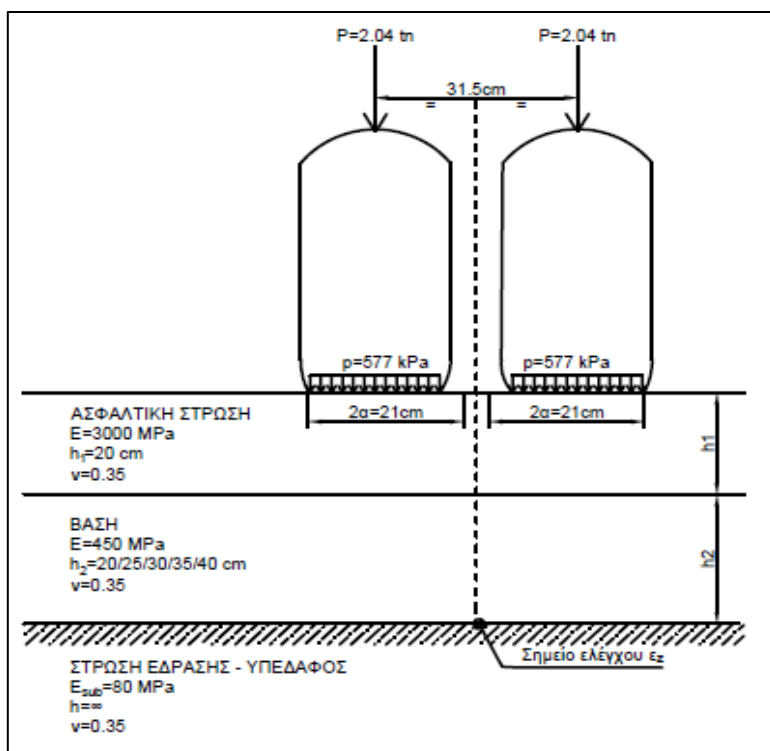 P=2.04 tn P=2.04 tn
31.5cm
= =
p=577 kPa p=577 kPa
2α=21cm 2α=21cm
ΑΣΦΑΛΤΙΚΗ ΣΤΡΩΣΗ
E=3000 MPa
h₁=20 cm
v=0.35
h1
ΒΑΣΗ
E=450 MPa
h₂=20/25/30/35/40 cm
v=0.35
h2
Σημείο ελέγχου εz
ΣΤΡΩΣΗ ΕΔΡΑΣΗΣ - ΥΠΕΔΑΦΟΣ
Esub=80 MPa
h=∞
v=0.35